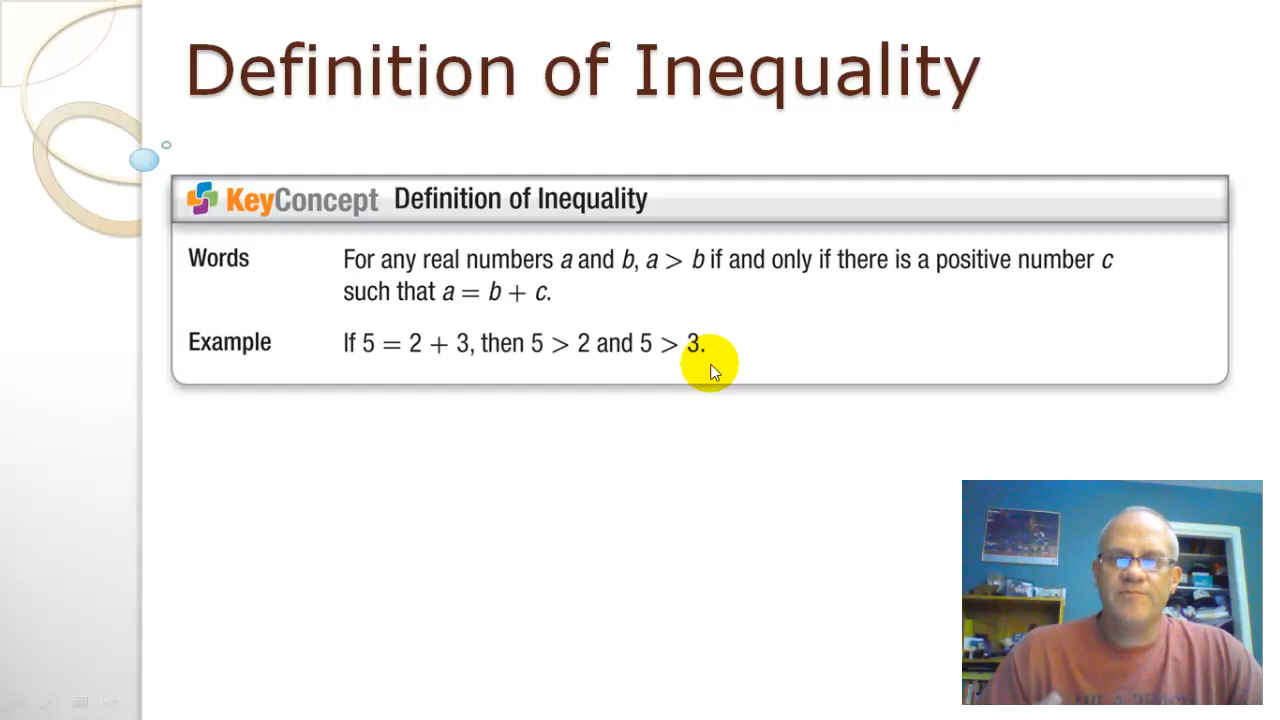 Definition of Inequality
KeyConcept Definition of Inequality
Words For any real numbers a and b, a > b if and only if there is a positive number c
such that a = b + c.
Example If 5 = 2 + 3, then 5 > 2 and 5 > 3.